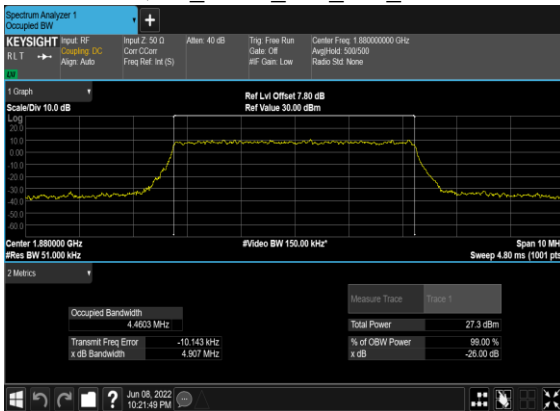 Spectrum Analyzer 1
Occupied BW
+
KEYSIGHT Input: RF Input Z: 50 Ω Atten: 40 dB Trig: Free Run Center Freq: 1.880000000 GHz
RLT Coupling: DC Corr CCorr Gate: Off Avg|Hold: 500/500
Align: Auto Freq Ref: Int (S) #IF Gain: Low Radio Std: None
1 Graph
Ref Lvl Offset 7.80 dB
Scale/Div 10.0 dB Ref Value 30.00 dBm
Log
20.0
10.0
0.00
-10.0
-20.0
-30.0
-40.0
-50.0
-60.0
Center 1.880000 GHz #Video BW 150.00 kHz* Span 10 MH
#Res BW 51.000 kHz Sweep 4.80 ms (1001 pts
2 Metrics
Measure Trace Trace 1
Occupied Bandwidth
4.4603 MHz Total Power 27.3 dBm
Transmit Freq Error -10.143 kHz % of OBW Power 99.00 %
x dB Bandwidth 4.907 MHz x dB -26.00 dB
? Jun 08, 2022
10:21:49 PM